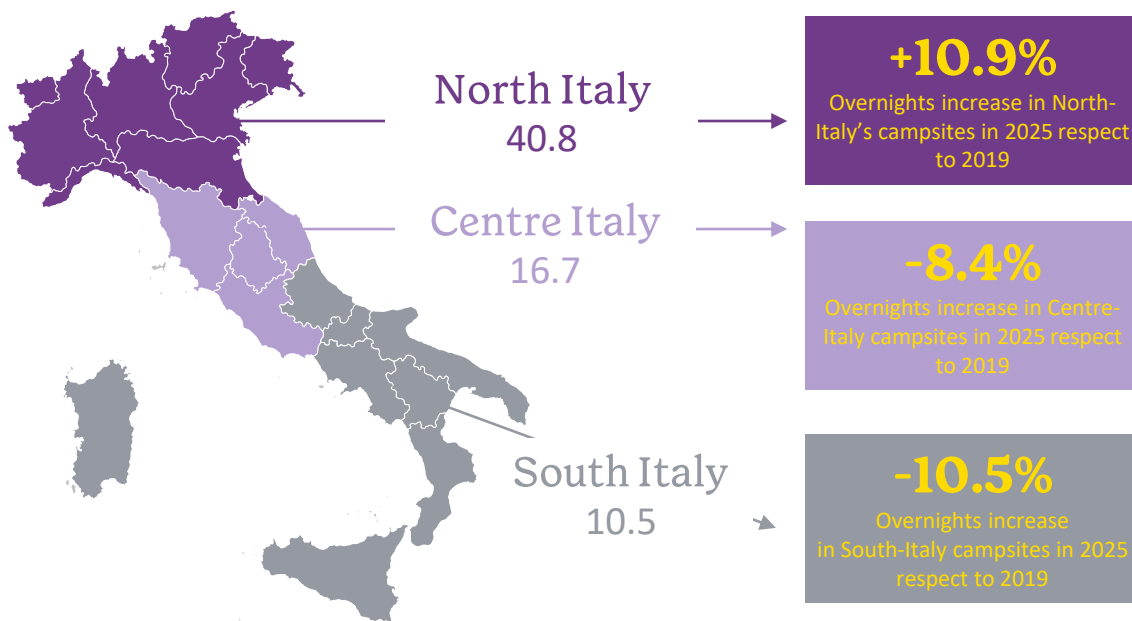 North Italy
40.8
+10.9%
Overnights increase in North-
Italy’s campsites in 2025 respect
to 2019
Centre Italy
16.7
-8.4%
Overnights increase in Centre-
Italy campsites in 2025 respect
to 2019
South Italy
10.5
-10.5%
Overnights increase
in South-Italy campsites in 2025
respect to 2019